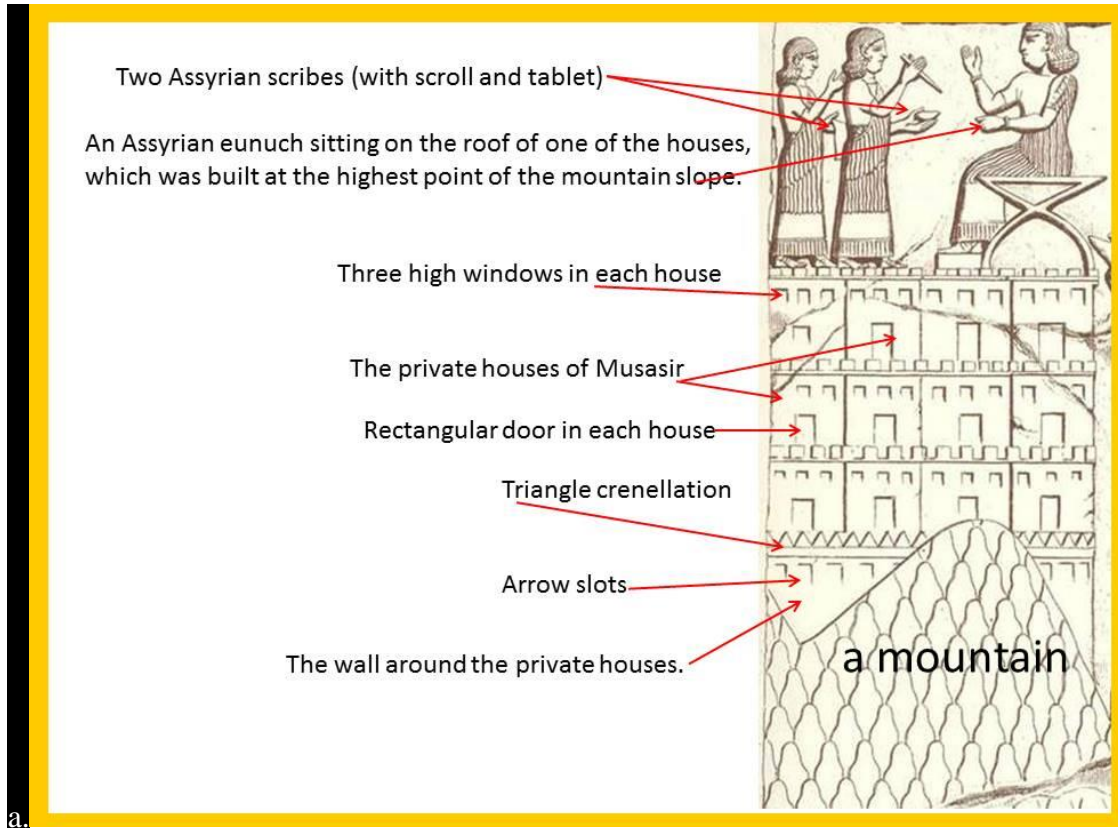 Two Assyrian scribes (with scroll and tablet)
An Assyrian eunuch sitting on the roof of one of the houses,
which was built at the highest point of the mountain slope.
Three high windows in each house
The private houses of Musasir
Rectangular door in each house
Triangle crenellation
Arrow slots
The wall around the private houses.
a mountain
a.